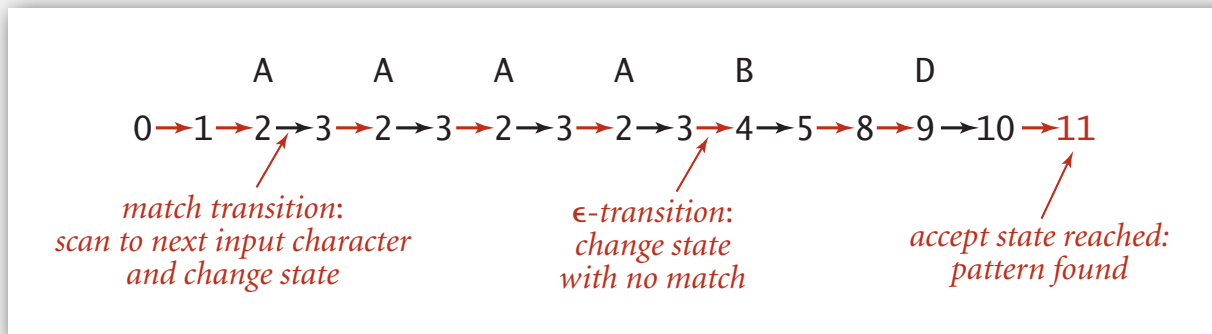 A A A A B D
0 1 2 3 2 3 2 3 2 3 4 5 8 9 10 11
match transition:
scan to next input character
and change state
ϵ-transition:
change state
with no match
accept state reached:
pattern found